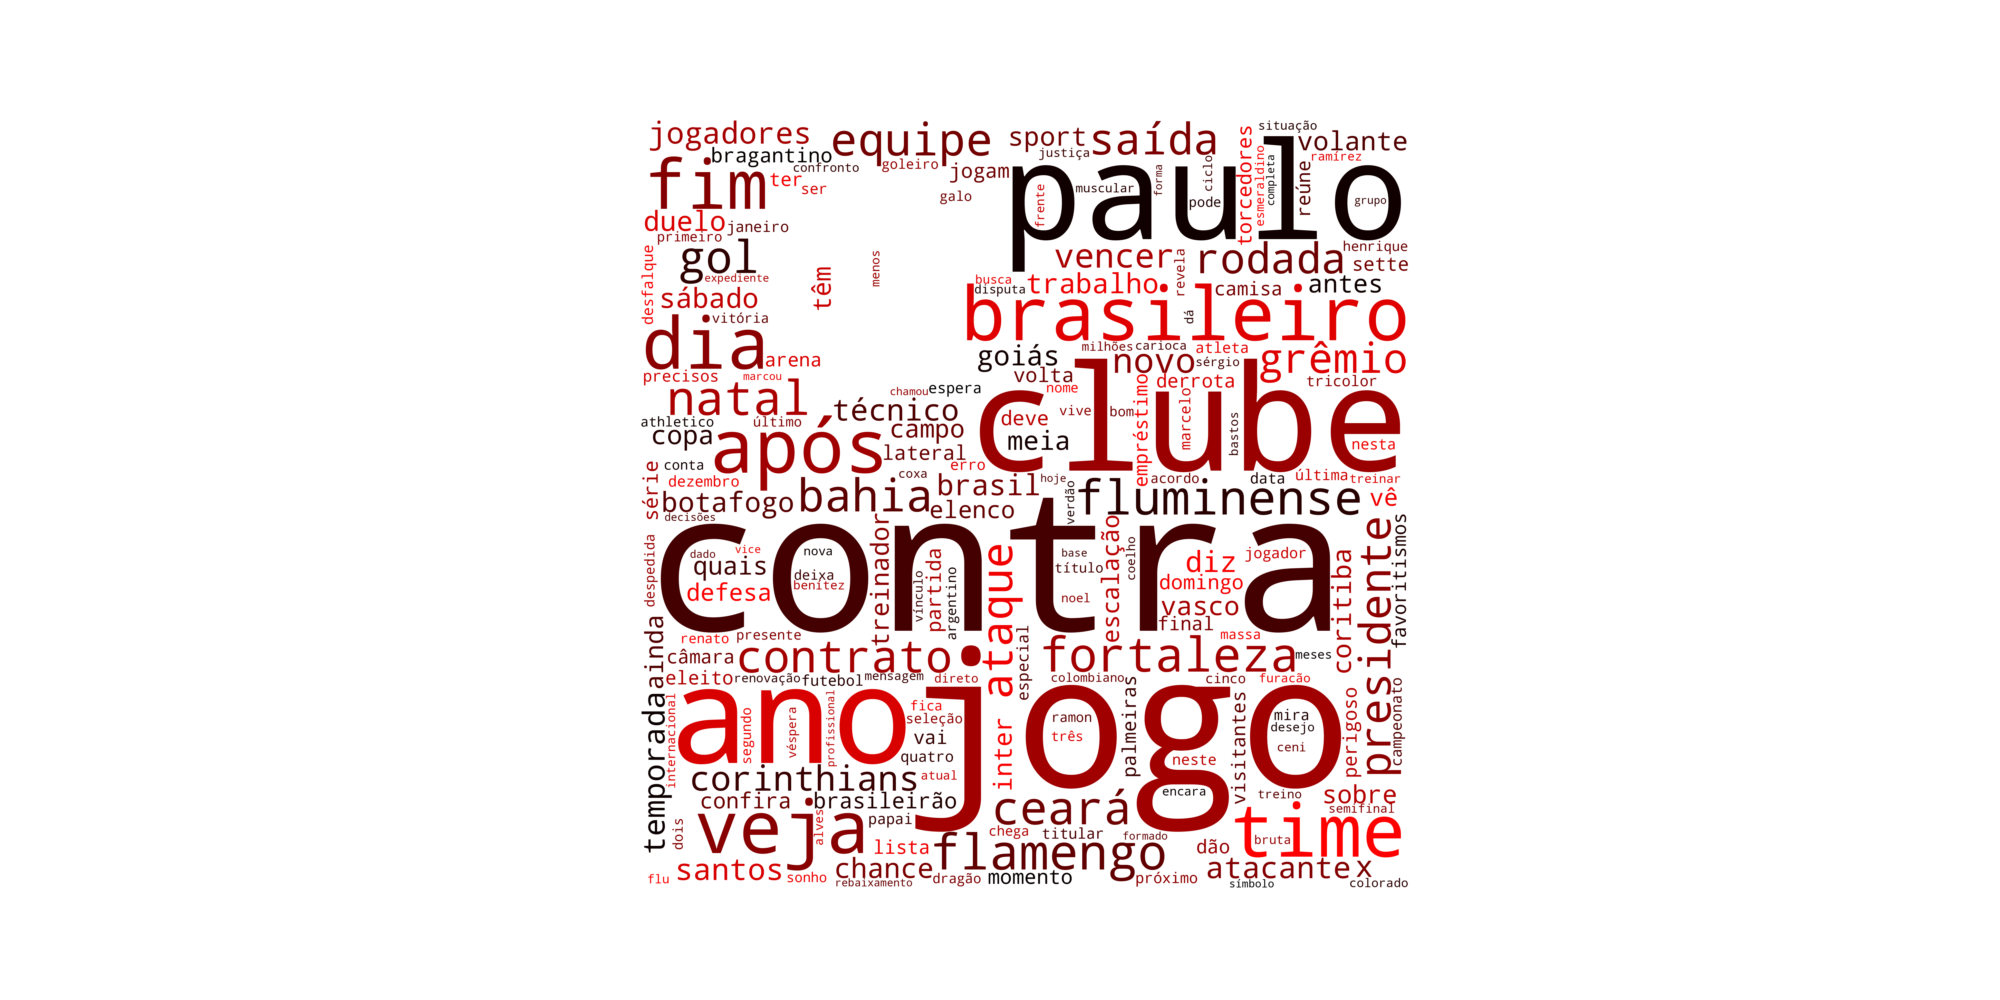 jogadores
equipe
sport
saída
situação
volante
bragantino
confronto
goleiro
justiça
torcedores
esmeraldino
completa
reúne
ramírez
fim
ter
ser
jogam
galo
paulo
frente
muscular
forma
ciclo
pode
grupo
duelo
janeiro
primeiro
gol
expediente
desfalque
sábado
vitória
têm
menos
vencer
revela
rodada
henrique
sette
busca
disputa
trabalho
camisa
antes
brasileiro
dá
dia
arena
goiás
milhões
carioca
novo
atleta
sérgio
grêmio
precisos
marcou
volta
nome
derrota
tricolor
natal
chamou
espera
técnico
clube
deve
vive
bom
empréstimo
marcelo
bastos
nesta
athletico
último
copa
após
campo
meia
lateral
conta
coxa
erro
hoje
acordo
data
última
treinar
série
dezembro
botafogo
bahia
brasil
elenco
verdão
fluminense
vê
decisões
contra
despedida
dado
vice
nova
quais
deixa
benítez
defesa
treinador
vínculo
partida
argentino
ataque
base
título
noel
escalação
coelho
diz
jogador
domingo
vasco
final
coritiba
presidente
favoritismos
renato
presente
massa
câmara
contrato
especial
fortaleza
meses
eleito
renovação
futebol
mensagem
direto
colombiano
cinco
furacão
temporada
ainda
internacional
ano
segundo
véspera
profissional
fica
seleção
vai
quatro
jogo
inter
ramon
três
palmeiras
neste
visitantes
mira
desejo
ceni
perigoso
campeonato
corinthians
atual
encara
treino
sobre
confira
brasileirão
ceará
semifinal
dois
veja
alves
papai
chega
titular
formado
time
lista
flamengo
dão
bruta
flu
santos
sonho
chance
rebaixamento
dragão
momento
próximo
atacante
x
símbolo
colorado